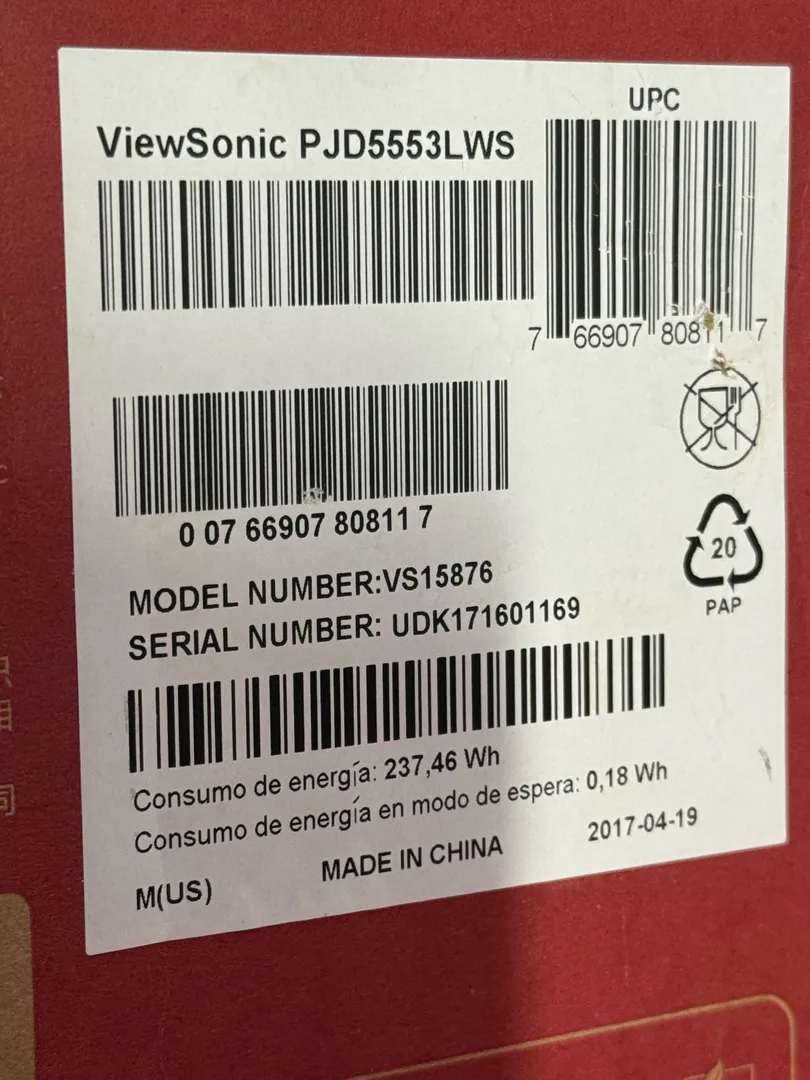 UPC
ViewSonic PJD5553LWS
7 66907 80811 7
0 07 66907 80811 7
20
PAP
MODEL NUMBER:VS15876
SERIAL NUMBER: UDK171601169
Consumo de energía: 237,46 Wh
Consumo de energía en modo de espera: 0,18 Wh
MADE IN CHINA 2017-04-19
M(US)